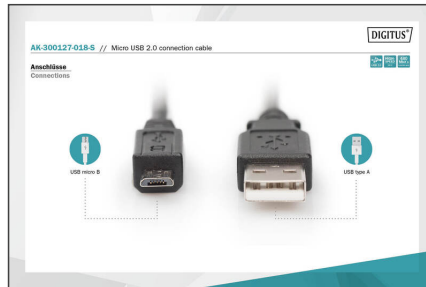 DIGITUS®
AK-300127-018-S // Micro USB 2.0 connection cable
Anschlüsse
Connections
USB micro B
USB type A